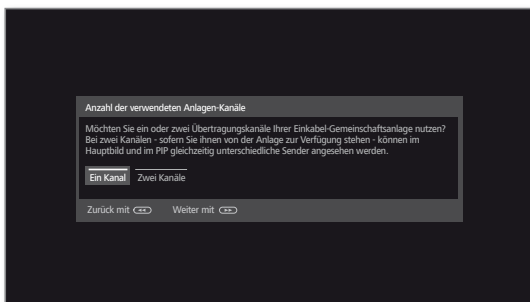 Anzahl der verwendeten Anlagen-Kanäle
Möchten Sie ein oder zwei Übertragungskanäle Ihrer Einkabel-Gemeinschaftsanlage nutzen?
Bei zwei Kanälen - sofern Sie ihnen von der Anlage zur Verfügung stehen - können im
Hauptbild und im PIP gleichzeitig unterschiedliche Sender angesehen werden.
Ein Kanal Zwei Kanäle
Zurück mit Weiter mit